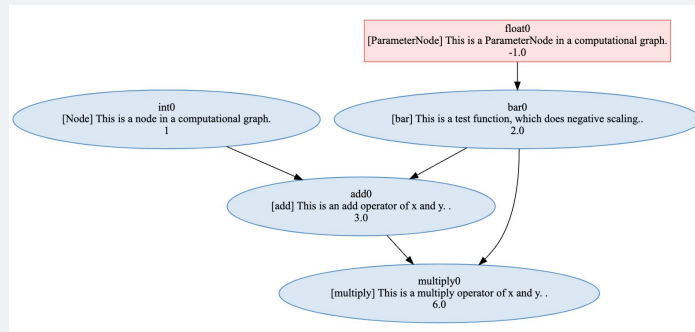 float0
[ParameterNode] This is a ParameterNode in a computational graph.
-1.0
int0
[Node] This is a node in a computational graph.
1
bar0
[bar] This is a test function, which does negative scaling..
2.0
add0
[add] This is an add operator of x and y. .
3.0
multiply0
[multiply] This is a multiply operator of x and y. .
6.0